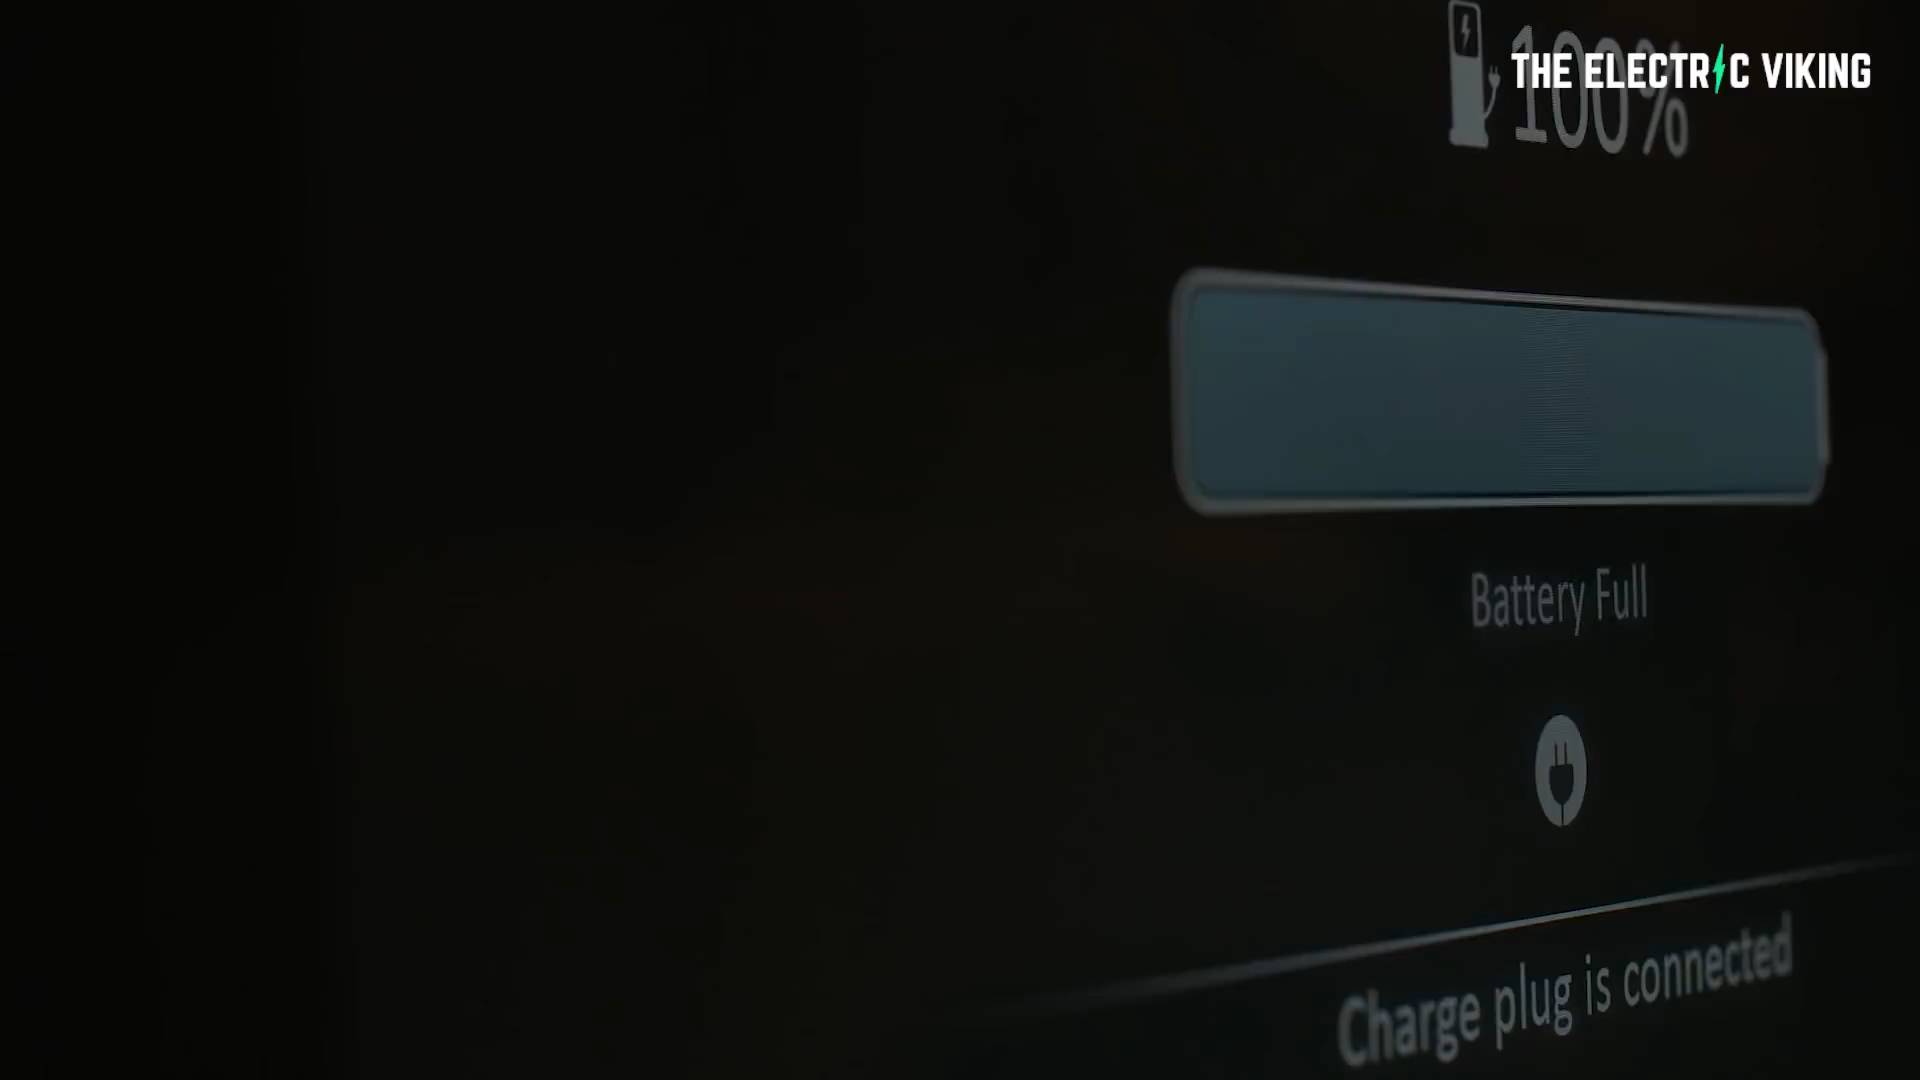 THE ELECTRIC VIKING
100%
Battery Full
Charge plug is connected